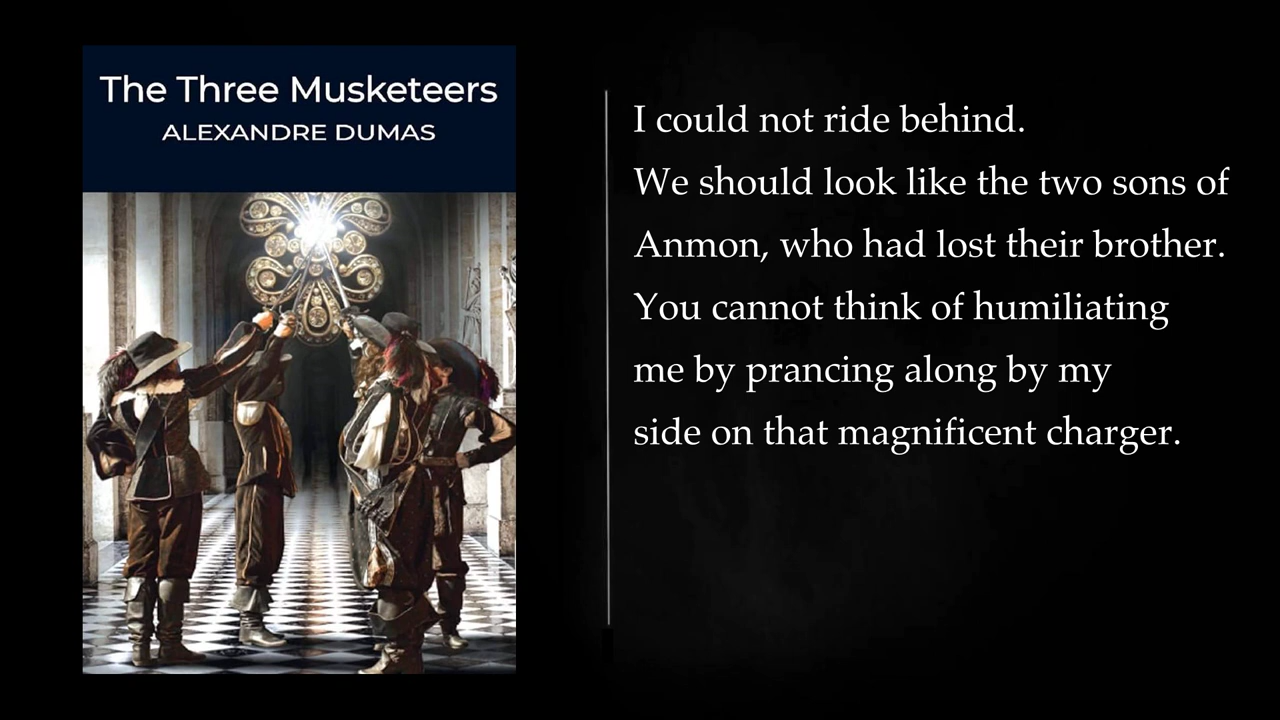 The Three Musketeers
ALEXANDRE DUMAS
I could not ride behind.
We should look like the two sons of
Anmon, who had lost their brother.
You cannot think of humiliating
me by prancing along by my
side on that magnificent charger.